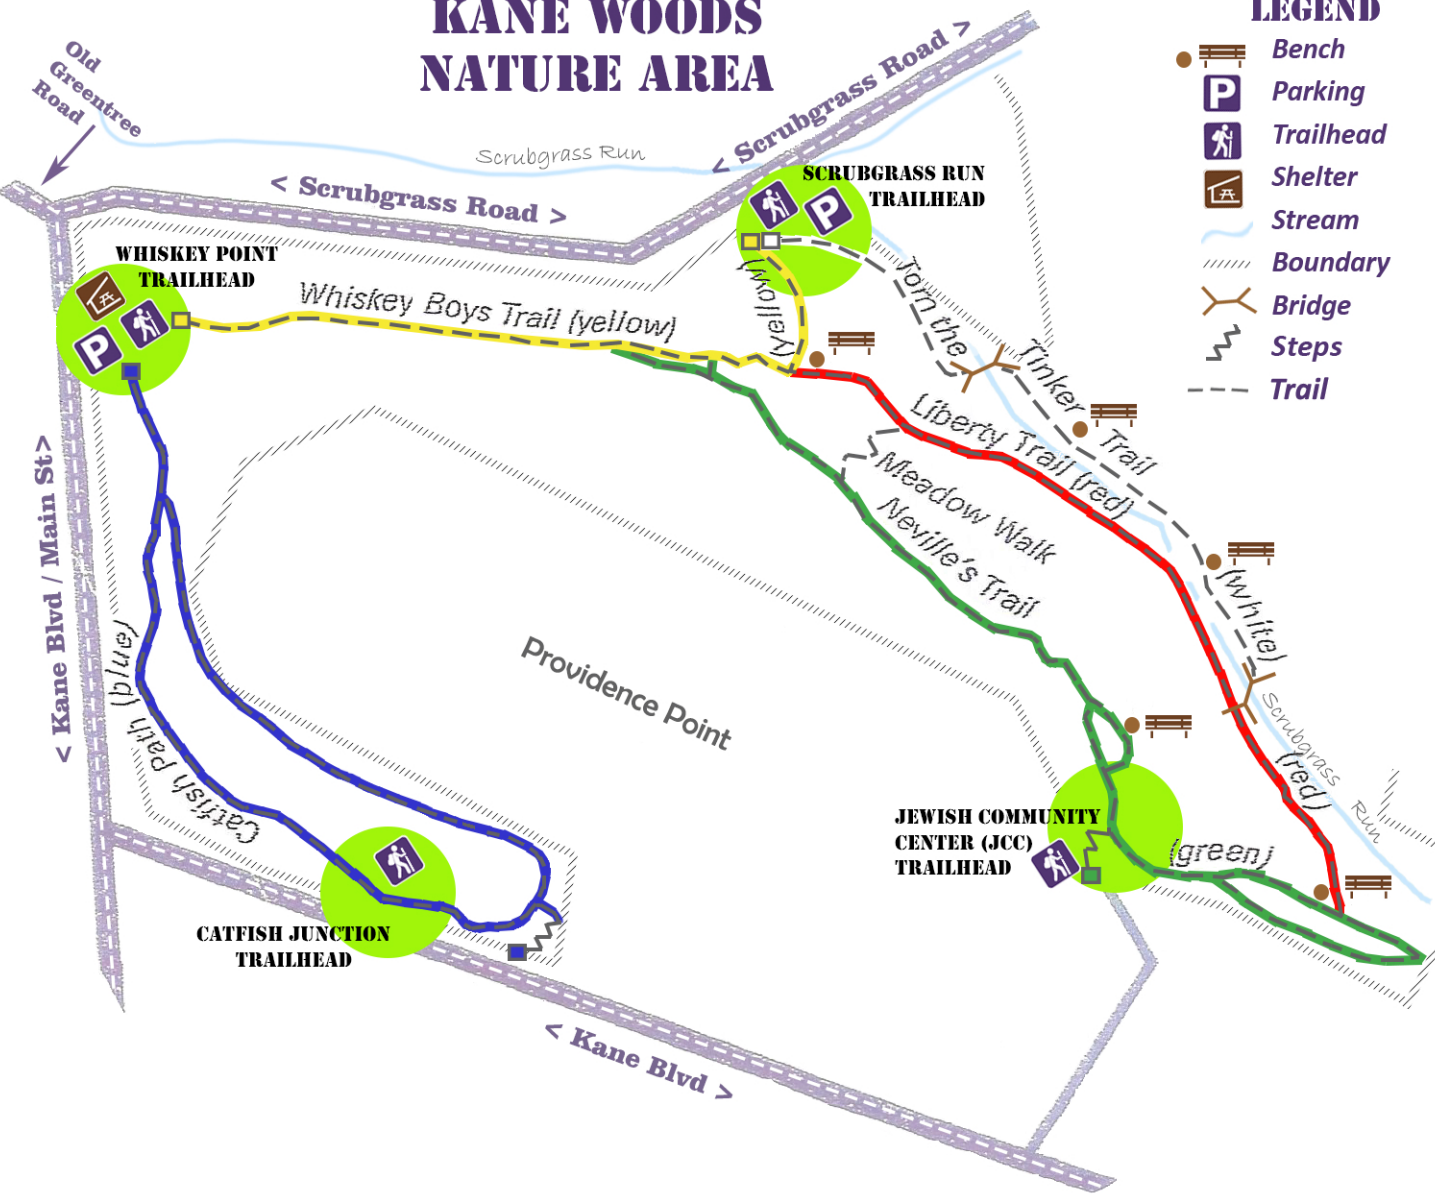 KANE WOODS
NATURE AREA
LEGEND
Bench
P Parking
Trailhead
Shelter
Stream
Boundary
Bridge
Steps
Trail
Old
Greentree
Road
Scrubgrass Run
< Scrubgrass Road >
< Scrubgrass Road >
SCRUBGRASS RUN
TRAILHEAD
P
WHISKEY POINT
TRAILHEAD
P
Whiskey Boys Trail (yellow)
(yellow)
Torn the
Tinker
Trail
(white)
Liberty Trail (red)
Meadow Walk
Neville's Trail
Providence Point
< Kane Blvd / Main St>
Catfish Path (blue)
Scrubgrass
Run
(red)
JEWISH COMMUNITY
CENTER (JCC)
TRAILHEAD
(green)
CATFISH JUNCTION
TRAILHEAD
< Kane Blvd >